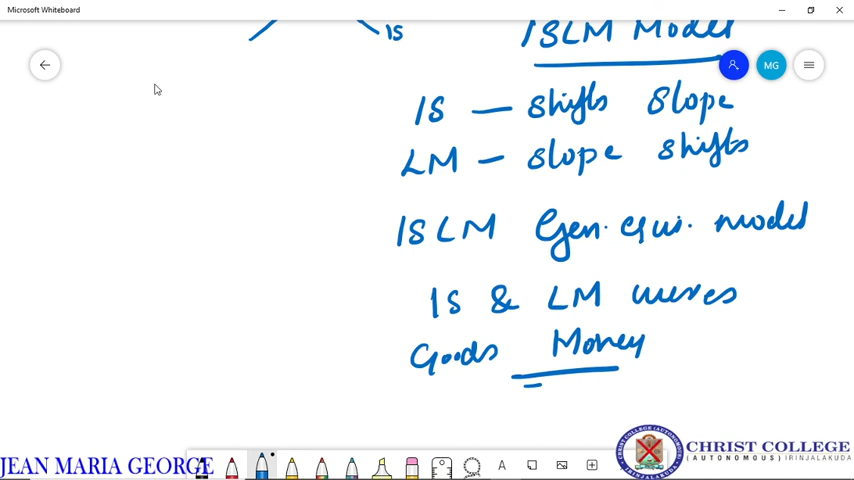 Microsoft Whiteboard
IS
ISLM Model
MG
IS — Shifts Slope
LM — slope shifts
ISLM Gen. equi. model
IS & LM curves
Goods Money
A
JEAN MARIA GEORGE
CHRIST COLLEGE
(AUTONOMOUS) IRINJALAKUDA
IRINJALAKUDA